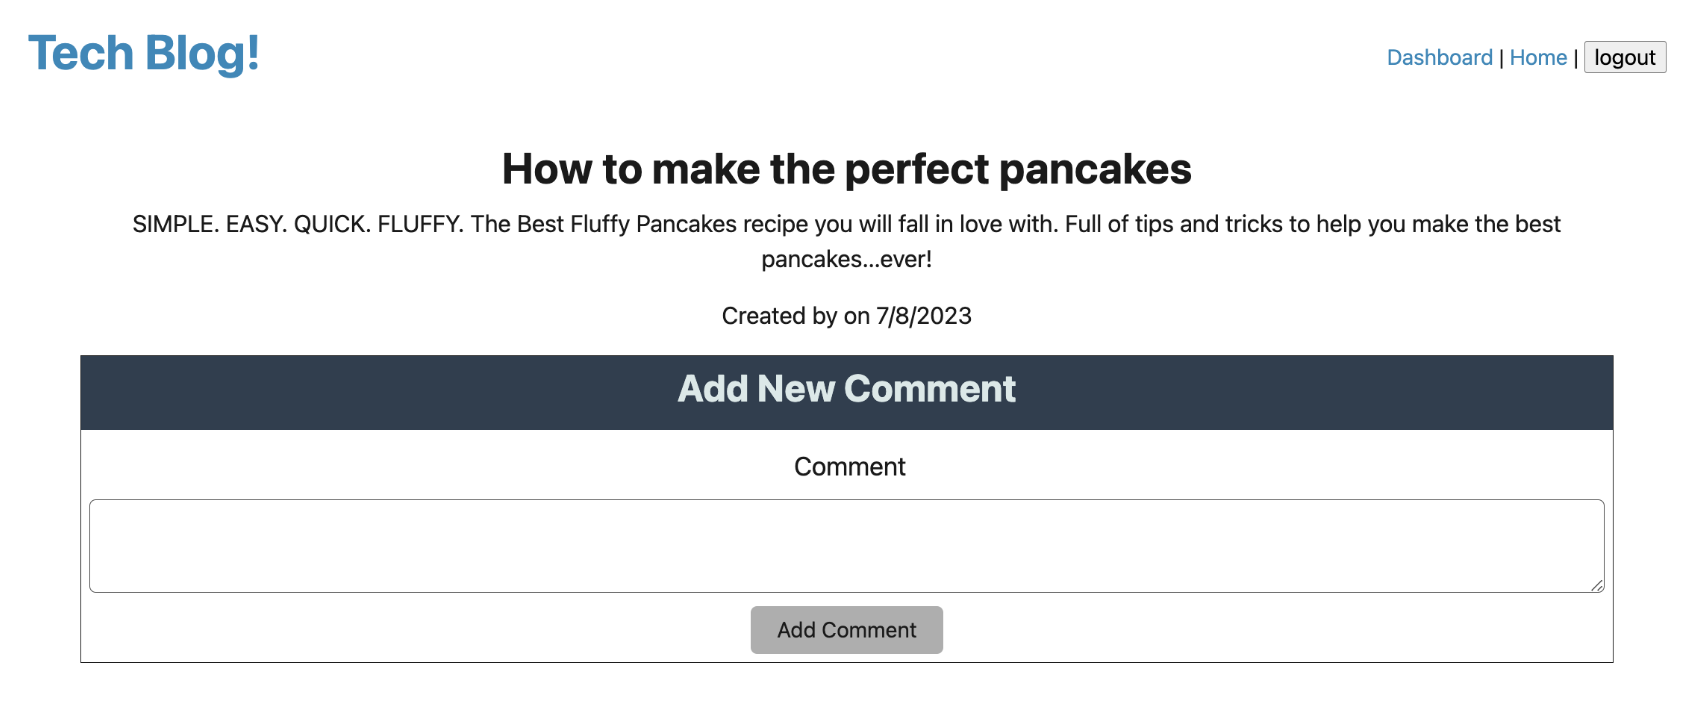 Tech Blog!
Dashboard | Home | logout
How to make the perfect pancakes
SIMPLE. EASY. QUICK. FLUFFY. The Best Fluffy Pancakes recipe you will fall in love with. Full of tips and tricks to help you make the best
pancakes...ever!
Created by on 7/8/2023
Add New Comment
Comment
Add Comment